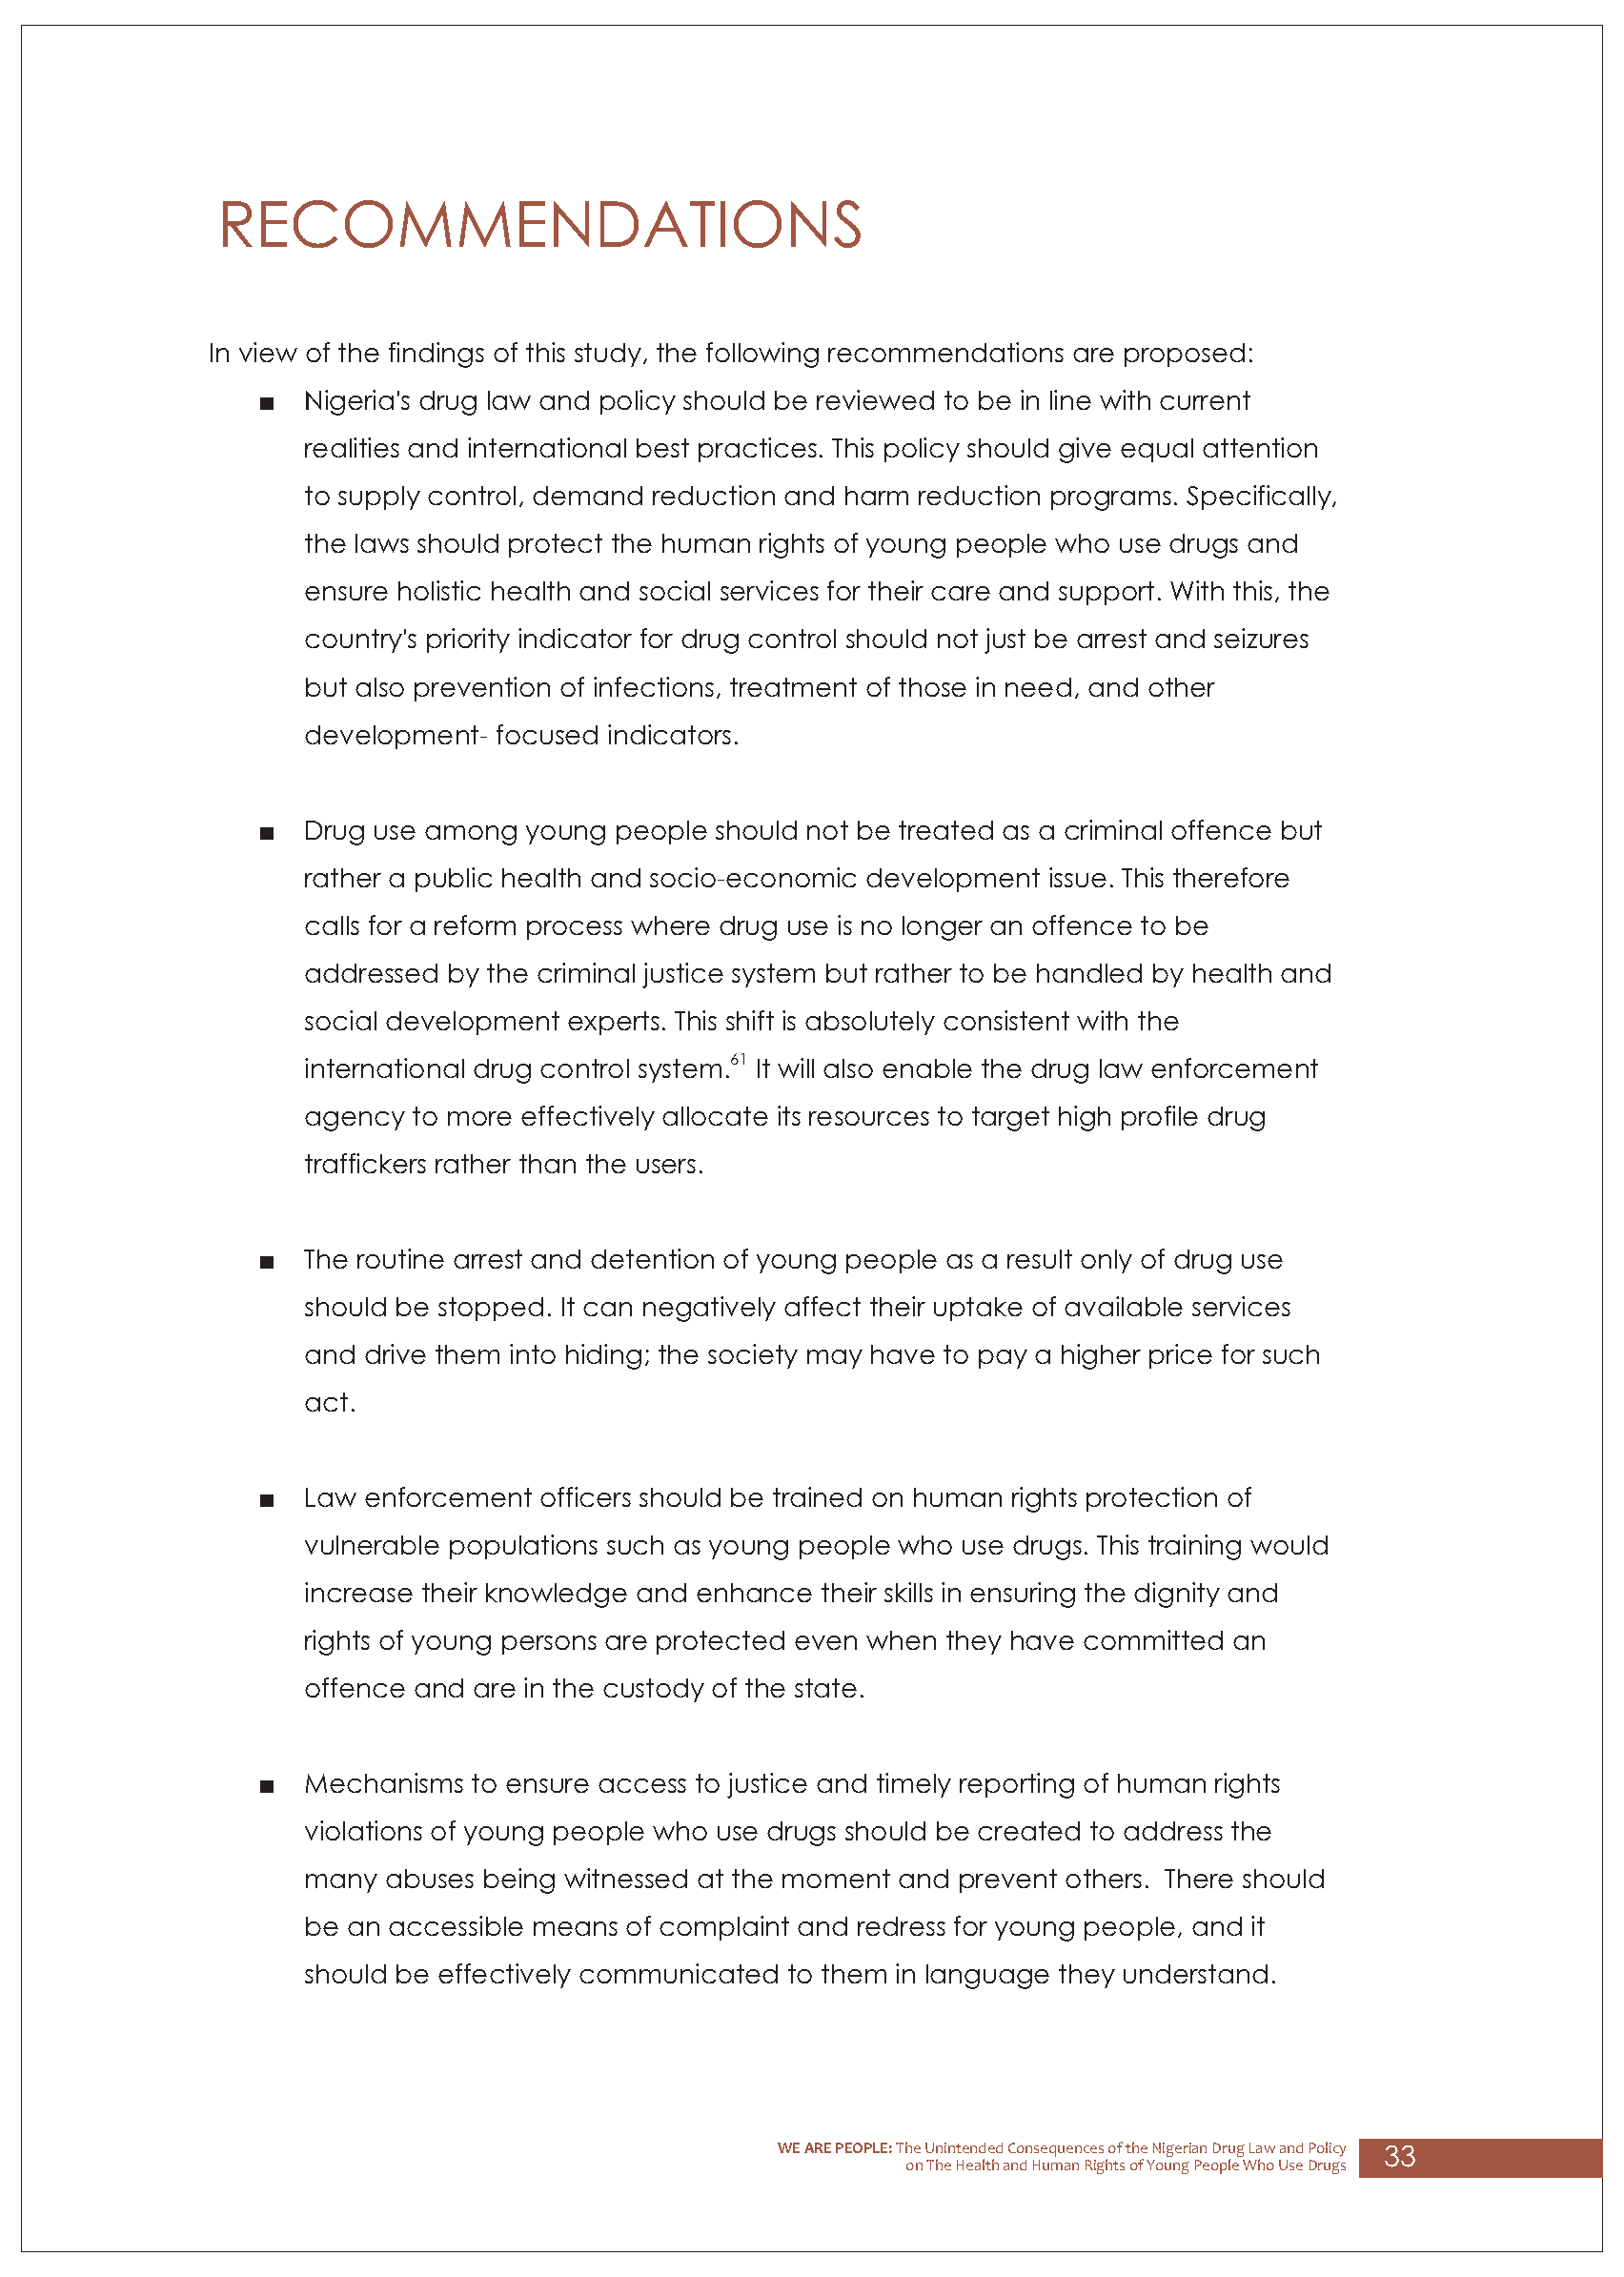 RECOMMENDATIONS
In view of the findings of this study, the following recommendations are proposed:
■ Nigeria's drug law and policy should be reviewed to be in line with current
realities and international best practices. This policy should give equal attention
to supply control, demand reduction and harm reduction programs. Specifically,
the laws should protect the human rights of young people who use drugs and
ensure holistic health and social services for their care and support. With this, the
country's priority indicator for drug control should not just be arrest and seizures
but also prevention of infections, treatment of those in need, and other
development- focused indicators.
■ Drug use among young people should not be treated as a criminal offence but
rather a public health and socio-economic development issue. This therefore
calls for a reform process where drug use is no longer an offence to be
addressed by the criminal justice system but rather to be handled by health and
social development experts. This shift is absolutely consistent with the
international drug control system.61 It will also enable the drug law enforcement
agency to more effectively allocate its resources to target high profile drug
traffickers rather than the users.
■ The routine arrest and detention of young people as a result only of drug use
should be stopped. It can negatively affect their uptake of available services
and drive them into hiding; the society may have to pay a higher price for such
act.
■ Law enforcement officers should be trained on human rights protection of
vulnerable populations such as young people who use drugs. This training would
increase their knowledge and enhance their skills in ensuring the dignity and
rights of young persons are protected even when they have committed an
offence and are in the custody of the state.
■ Mechanisms to ensure access to justice and timely reporting of human rights
violations of young people who use drugs should be created to address the
many abuses being witnessed at the moment and prevent others.  There should
be an accessible means of complaint and redress for young people, and it
should be effectively communicated to them in language they understand.
WE ARE PEOPLE: The Unintended Consequences of the Nigerian Drug Law and Policy
on The Health and Human Rights of Young People Who Use Drugs
33